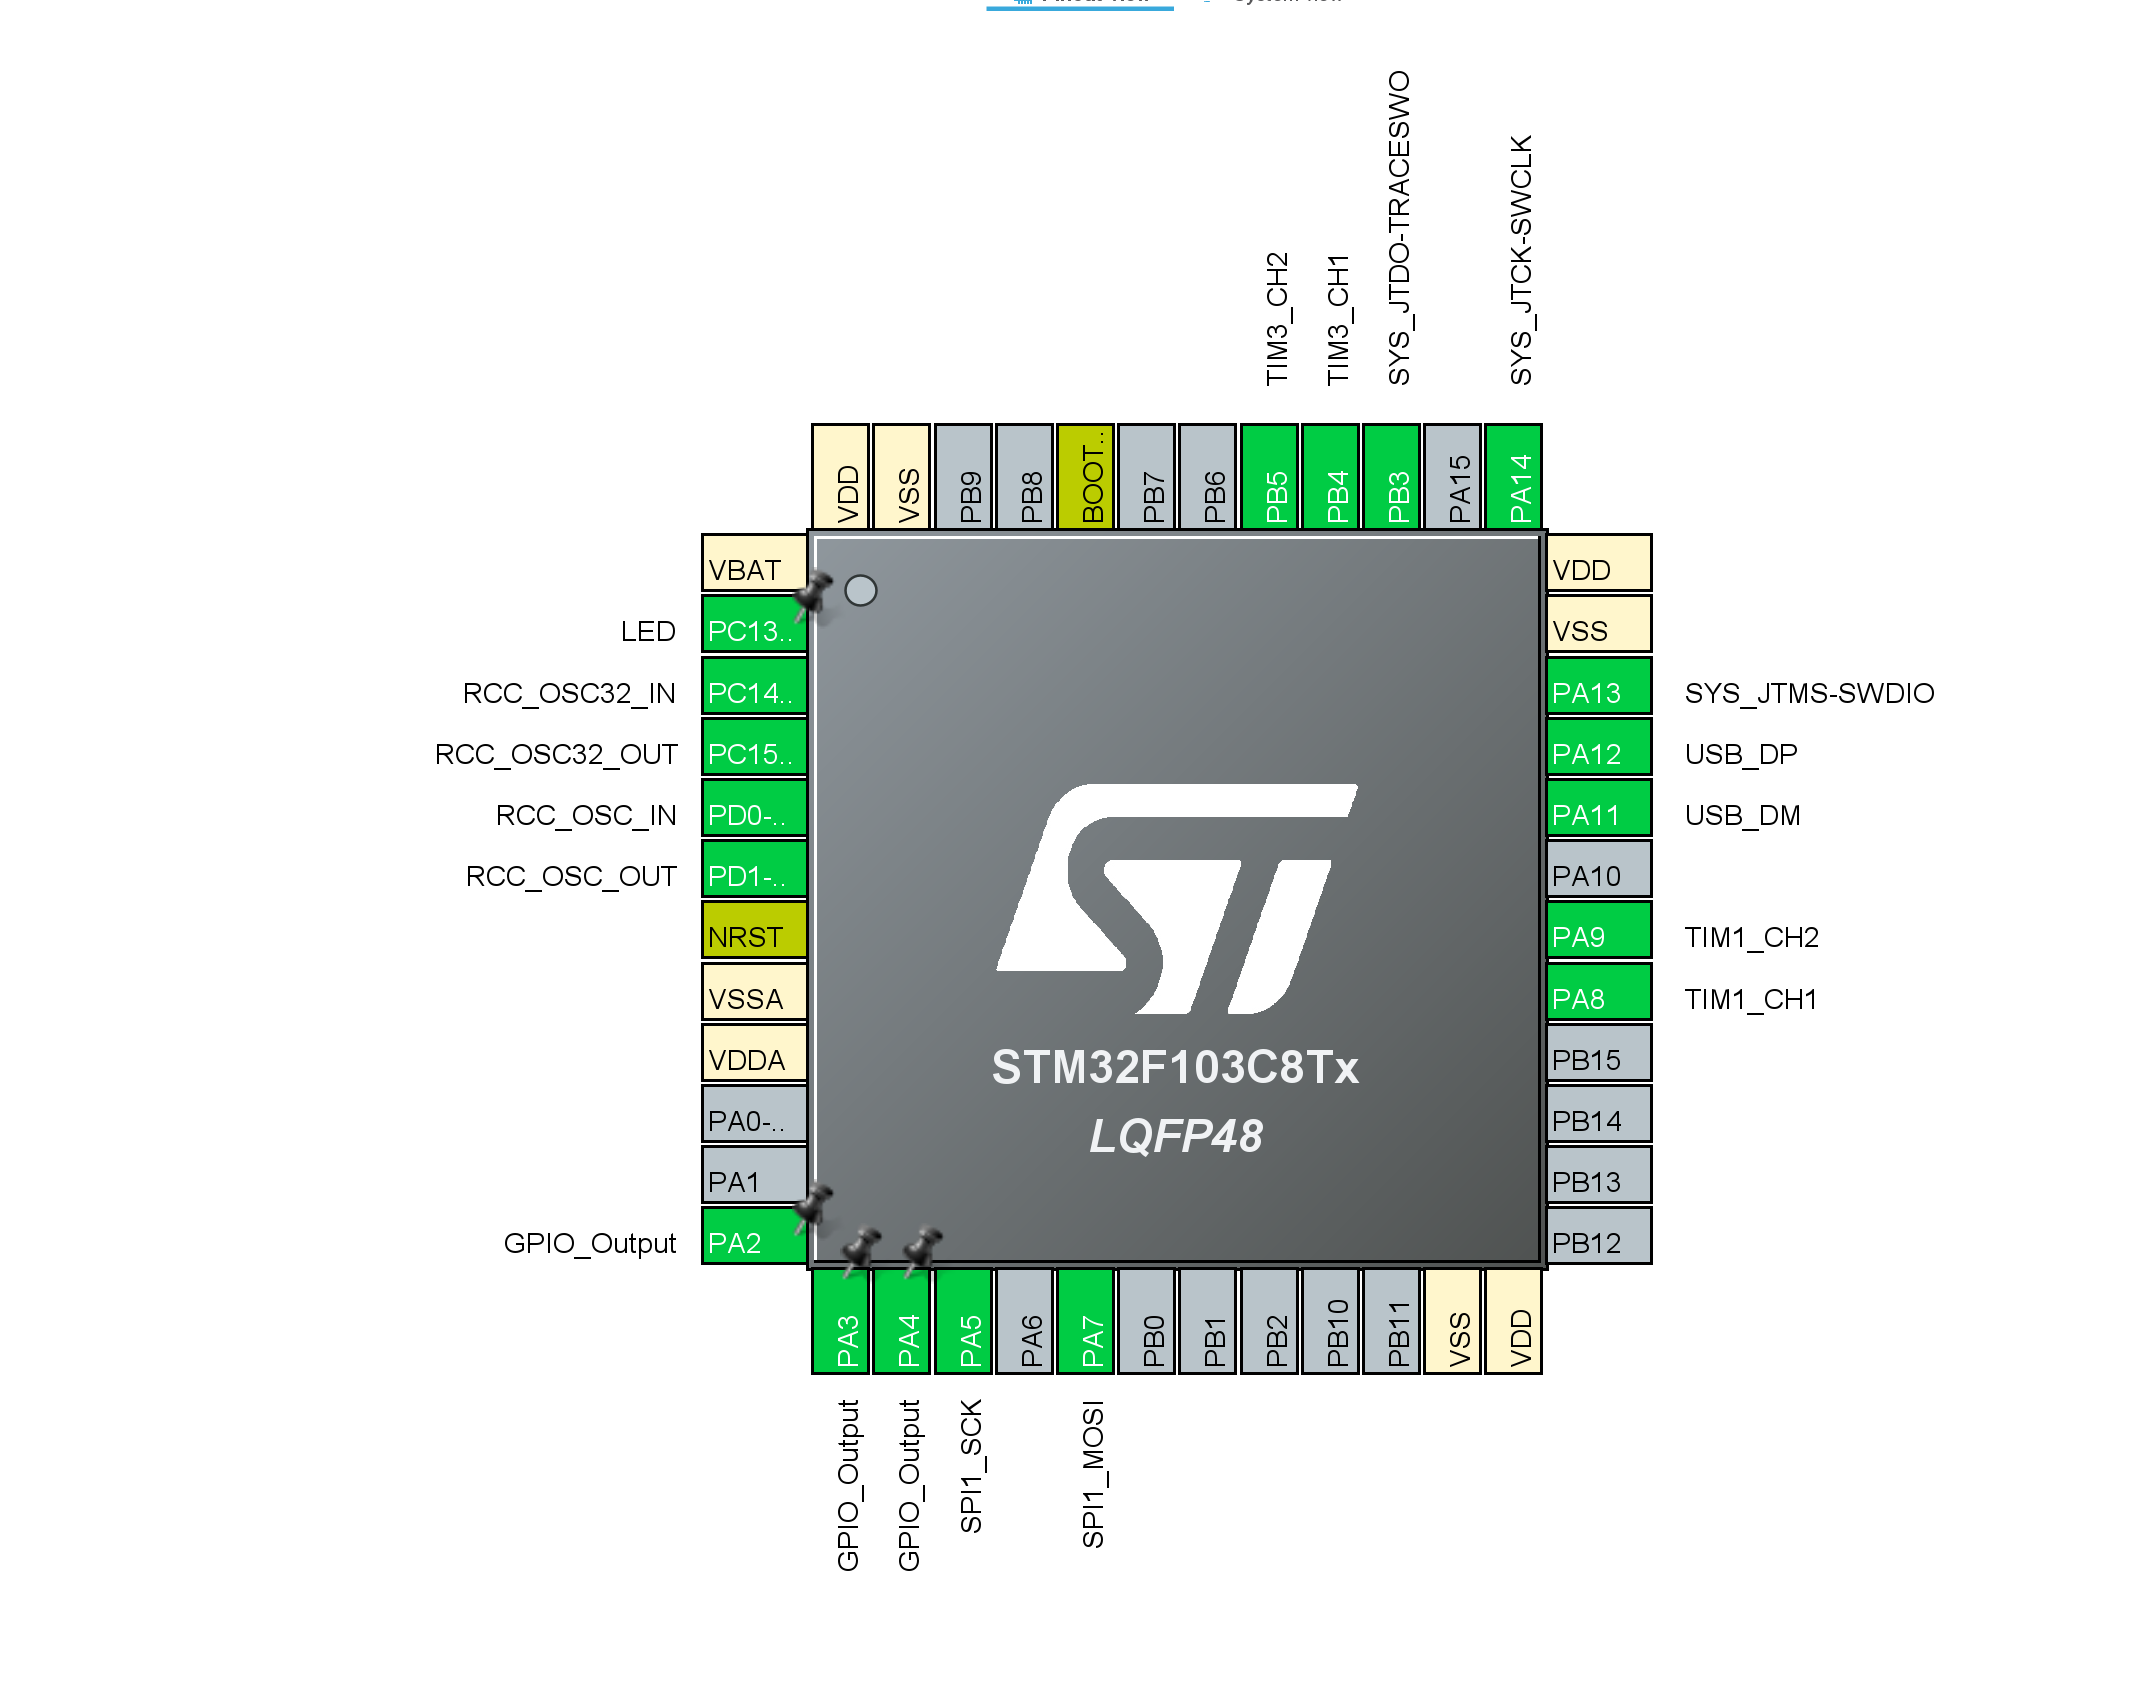 TIM3_CH2
TIM3_CH1
SYS_JTDO-TRACESWO
SYS_JTCK-SWCLK
VDD
VSS
PB9
PB8
BOOT..
PB7
PB6
PB5
PB4
PB3
PA15
PA14
VBAT
LED PC13..
RCC_OSC32_IN PC14..
RCC_OSC32_OUT PC15..
RCC_OSC_IN PD0-..
RCC_OSC_OUT PD1-..
NRST
VSSA
VDDA
PA0-..
PA1
GPIO_Output PA2
ST
STM32F103C8Tx
LQFP48
VDD
VSS
PA13 SYS_JTMS-SWDIO
PA12 USB_DP
PA11 USB_DM
PA10
PA9 TIM1_CH2
PA8 TIM1_CH1
PB15
PB14
PB13
PB12
PA3
PA4
PA5
PA6
PA7
PB0
PB1
PB2
PB10
PB11
VSS
VDD
GPIO_Output
GPIO_Output
SPI1_SCK
SPI1_MOSI